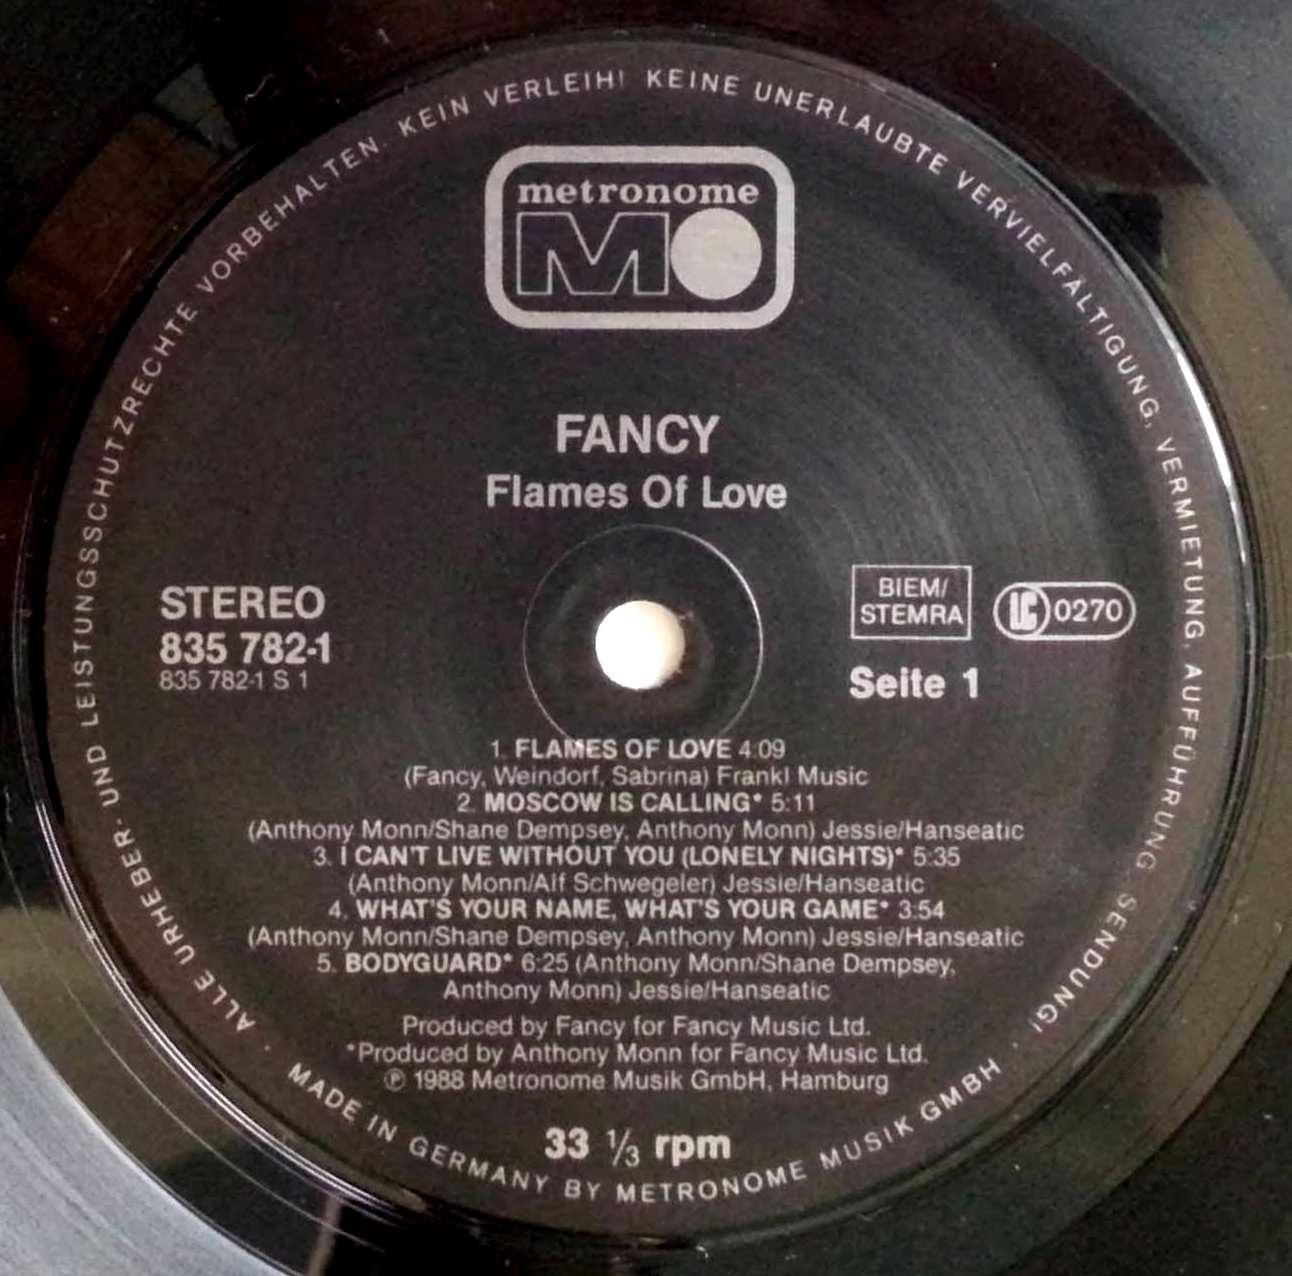 ALLE URHEBER- UND LEISTUNGSSCHUTZRECHTE VORBEHALTEN. KEIN VERLEIH! KEINE UNERLAUBTE VERVIELFÄLTIGUNG, VERMIETUNG, AUFFÜHRUNG, SENDUNG!
metronome
MO
FANCY
Flames Of Love
STEREO
835 782-1
835 782-1 S 1
BIEM/
STEMRA
LC 0270
Seite 1
1. FLAMES OF LOVE 4:09
(Fancy, Weindorf, Sabrina) Frankl Music
2. MOSCOW IS CALLING* 5:11
(Anthony Monn/Shane Dempsey, Anthony Monn) Jessie/Hanseatic
3. I CAN'T LIVE WITHOUT YOU (LONELY NIGHTS)* 5:35
(Anthony Monn/Alf Schwegeler) Jessie/Hanseatic
4. WHAT'S YOUR NAME, WHAT'S YOUR GAME* 3:54
(Anthony Monn/Shane Dempsey, Anthony Monn) Jessie/Hanseatic
5. BODYGUARD* 6:25 (Anthony Monn/Shane Dempsey,
Anthony Monn) Jessie/Hanseatic
Produced by Fancy for Fancy Music Ltd.
*Produced by Anthony Monn for Fancy Music Ltd.
℗ 1988 Metronome Musik GmbH, Hamburg
33 ⅓ rpm
· MADE IN GERMANY BY METRONOME MUSIK GMBH ·